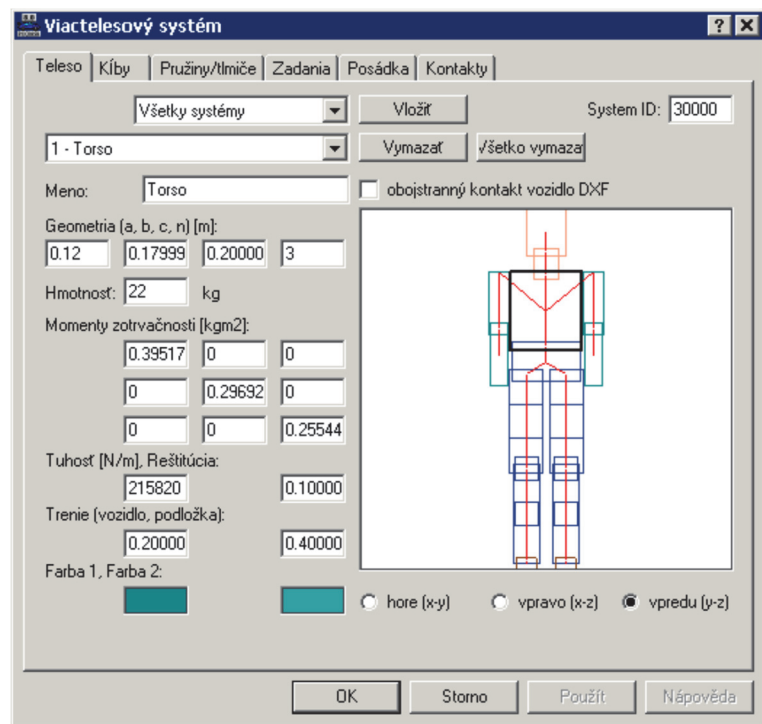 Viactelesový systém
Teleso Kĺby Pružiny/tlmiče Zadania Posádka Kontakty
Všetky systémy Vložiť System ID: 30000
1 - Torso Vymazať Všetko vymazať
Meno: Torso obojstranný kontakt vozidlo DXF
Geometria (a, b, c, n) [m]:
0.12 0.17999 0.20000 3
Hmotnosť: 22 kg
Momenty zotrvačnosti [kgm2]:
0.39517 0 0
0 0.29692 0
0 0 0.25544
Tuhosť [N/m], Reštitúcia:
215820 0.10000
Trenie (vozidlo, podložka):
0.20000 0.40000
Farba 1, Farba 2:
hore (x-y) vpravo (x-z) vpredu (y-z)
OK Storno Použít Nápověda